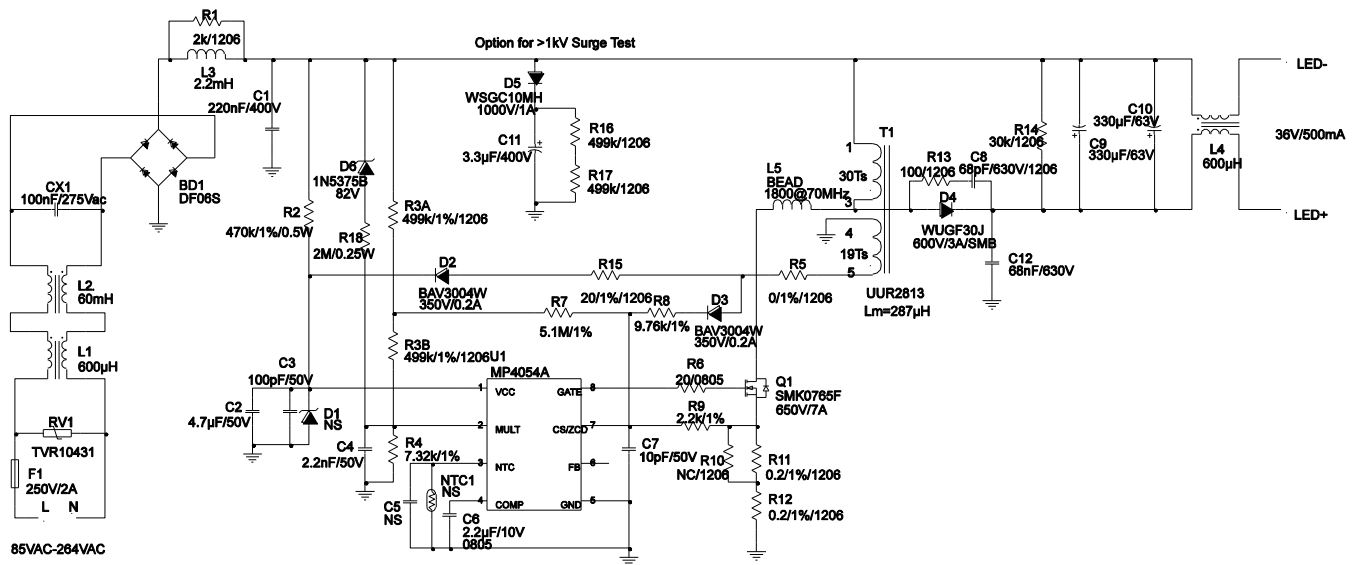 R1
2k/1206
L3
2.2mH
Option for >1kV Surge Test
LED-
C1
220nF/400V
D5
WSGC10MH
1000V/1A
C11
3.3µF/400V
R16
499k/1206
R17
499k/1206
R14
30k/1206
C10
330µF/63V
C9
330µF/63V
36V/500mA
L4
600µH
LED+
T1
1
30Ts
3
4
19Ts
5
UUR2813
Lm=287µH
L5
BEAD
1800@70MHz
R13
100/1206
C8
68pF/630V/1206
D4
WUGF30J
600V/3A/SMB
C12
68nF/630V
BD1
DF06S
CX1
100nF/275Vac
D6
1N5375B
82V
R2
470k/1%/0.5W
R3A
499k/1%/1206
R18
2M/0.25W
D2
BAV3004W
350V/0.2A
R15
20/1%/1206
R5
0/1%/1206
R7
5.1M/1%
R8
9.76k/1%
D3
BAV3004W
350V/0.2A
L2
60mH
L1
600µH
R3B
499k/1%/1206
U1
MP4054A
1
VCC
2
MULT
3
NTC
4
COMP
8
GATE
7
CS/ZCD
6
FB
5
GND
C3
100pF/50V
C2
4.7µF/50V
D1
NS
R6
20/0805
Q1
SMK0765F
650V/7A
R9
2.2k/1%
C4
2.2nF/50V
R4
7.32k/1%
C7
10pF/50V
R10
NC/1206
R11
0.2/1%/1206
R12
0.2/1%/1206
NTC1
NS
C5
NS
C6
2.2µF/10V
0805
RV1
TVR10431
F1
250V/2A
L N
85VAC-264VAC